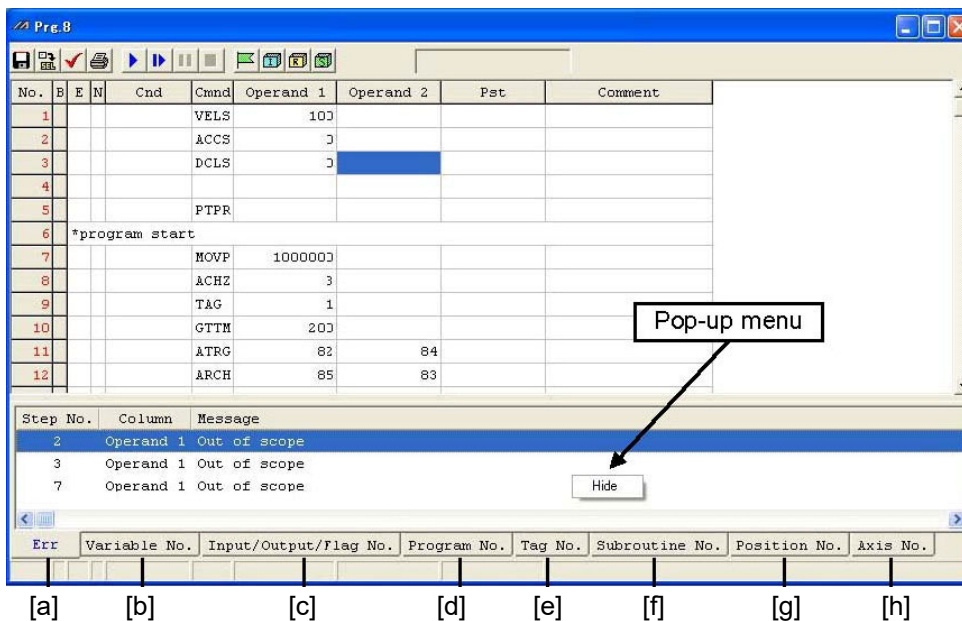 Prg.8
No. B E N Cnd Cmnd Operand 1 Operand 2 Pst Comment
1 VELS 100
2 ACCS 0
3 DCLS 0
4
5 PTPR
6 *program start
7 MOVP 1000000
8 ACHZ 3
9 TAG 1
10 GTTM 200
11 ATRG 82 84
12 ARCH 85 83
Pop-up menu
Step No. Column Message
2 Operand 1 Out of scope
3 Operand 1 Out of scope
7 Operand 1 Out of scope
Hide
Err Variable No. Input/Output/Flag No. Program No. Tag No. Subroutine No. Position No. Axis No.
[a] [b] [c] [d] [e] [f] [g] [h]